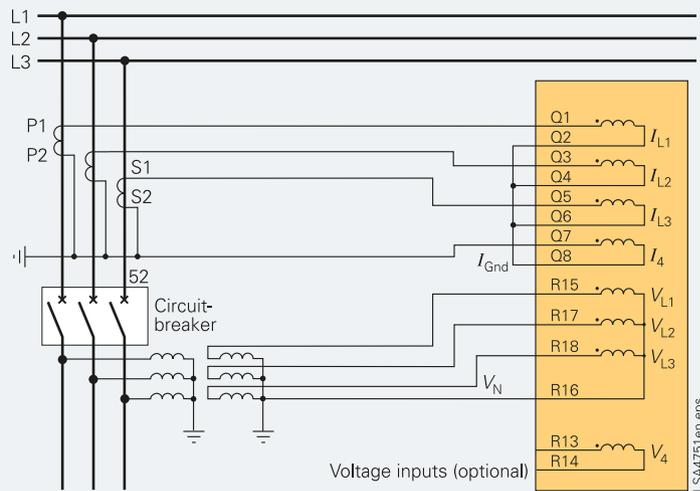 L1
L2
L3
P1
P2
S1
S2
52
Circuit-
breaker
Q1
Q2
Q3
Q4
Q5
Q6
Q7
Q8
IL1
IL2
IL3
I4
IGnd
R15
R17
R18
R16
VL1
VL2
VL3
VN
R13
R14
V4
Voltage inputs (optional)
LSA4751en.eps